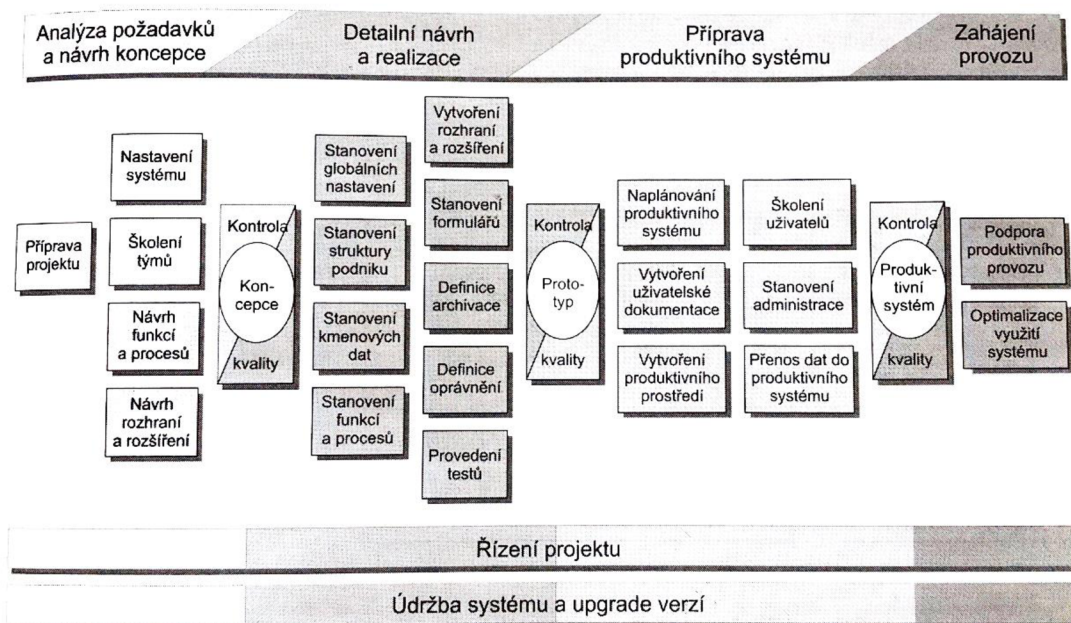 Analýza požadavků
a návrh koncepce
Detailní návrh
a realizace
Příprava
produktivního systému
Zahájení
provozu
Příprava
projektu
Nastavení
systému
Školení
týmů
Návrh
funkcí
a procesů
Návrh
rozhraní
a rozšíření
Kontrola
Kon-
cepce
kvality
Stanovení
globálních
nastavení
Stanovení
struktury
podniku
Stanovení
kmenových
dat
Stanovení
funkcí
a procesů
Vytvoření
rozhraní
a rozšíření
Stanovení
formulářů
Definice
archivace
Definice
oprávnění
Provedení
testů
Kontrola
Proto-
typ
kvality
Naplánování
produktivního
systému
Vytvoření
uživatelské
dokumentace
Vytvoření
produktivního
prostředí
Školení
uživatelů
Stanovení
administrace
Přenos dat do
produktivního
systému
Kontrola
Produk-
tivní
systém
kvality
Podpora
produktivního
provozu
Optimalizace
využití
systému
Řízení projektu
Údržba systému a upgrade verzí